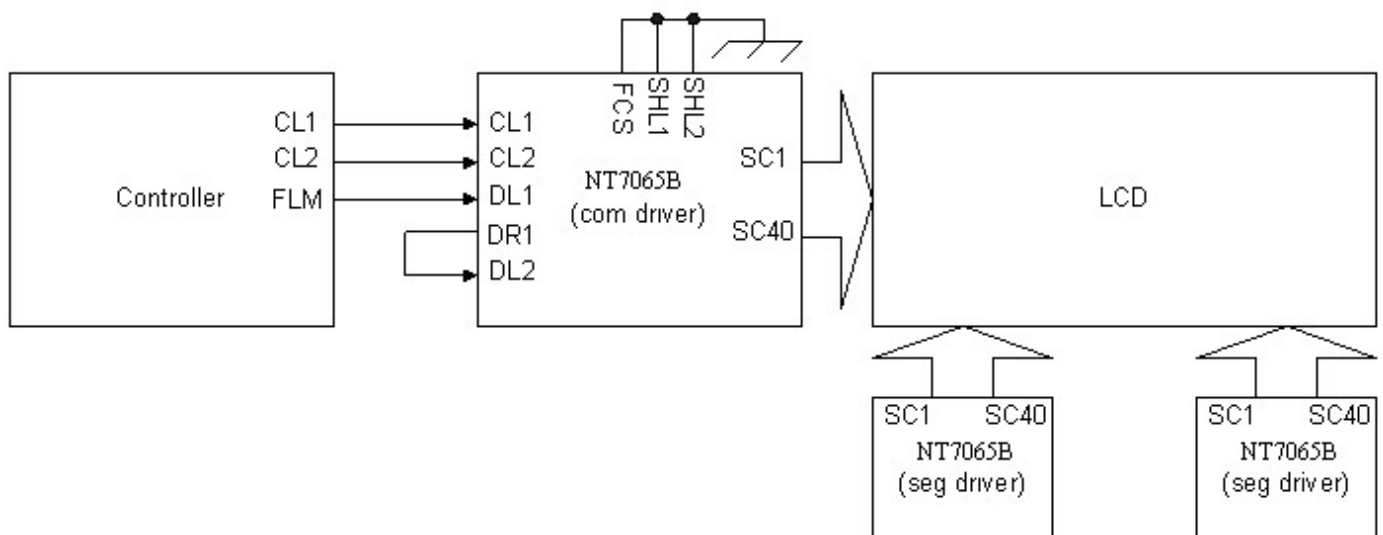 FCS
SHL1
SHL2
Controller
CL1
CL2
FLM
CL1
CL2
DL1
DR1
DL2
NT7065B
(com driver)
SC1
SC40
LCD
SC1 SC40
NT7065B
(seg driver)
SC1 SC40
NT7065B
(seg driver)